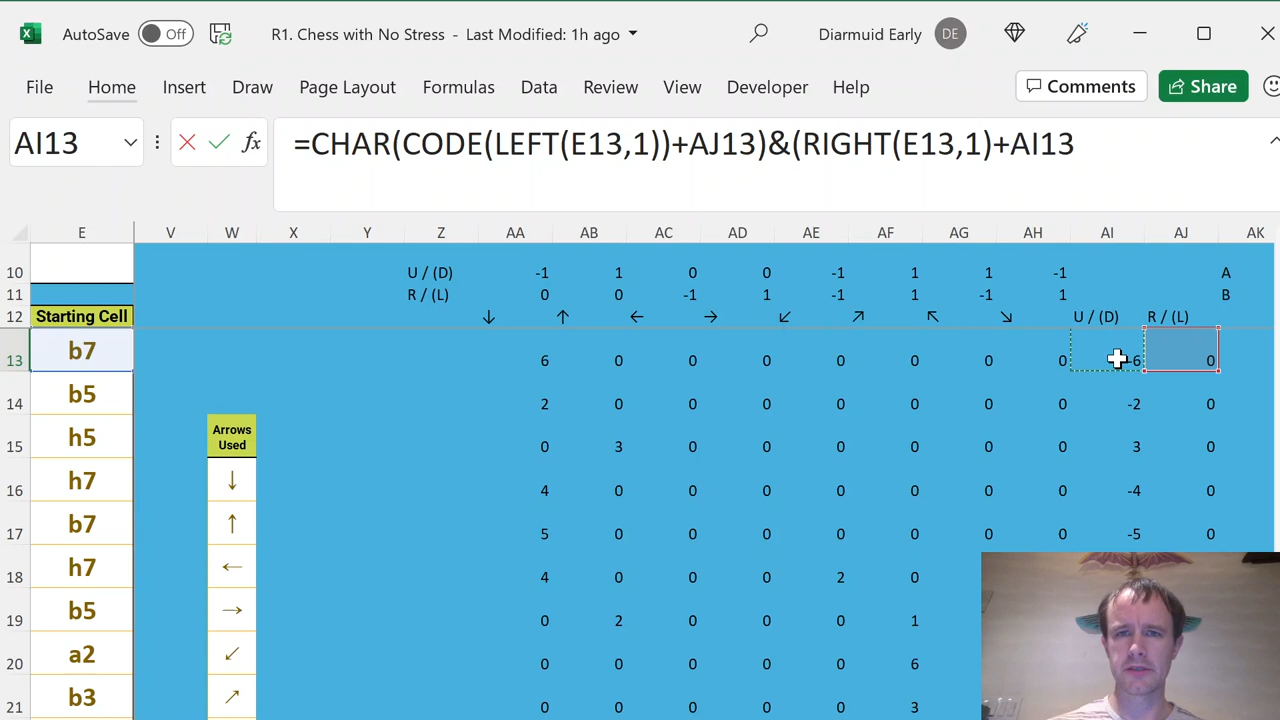 AutoSave Off R1. Chess with No Stress - Last Modified: 1h ago Diarmuid Early DE
File Home Insert Draw Page Layout Formulas Data Review View Developer Help Comments Share
AI13 fx =CHAR(CODE(LEFT(E13,1))+AJ13)&(RIGHT(E13,1)+AI13
E V W X Y Z AA AB AC AD AE AF AG AH AI AJ AK
10 U / (D) -1 1 0 0 -1 1 1 -1 A
11 R / (L) 0 0 -1 1 -1 1 -1 1 B
12 Starting Cell ↓ ↑ ← → ↙ ↗ ↖ ↘ U / (D) R / (L)
13 b7 6 0 0 0 0 0 0 0 -6 0
14 b5 2 0 0 0 0 0 0 0 -2 0
15 h5 Arrows Used 0 3 0 0 0 0 0 0 3 0
16 h7 ↓ 4 0 0 0 0 0 0 0 -4 0
17 b7 ↑ 5 0 0 0 0 0 0 0 -5 0
18 h7 ← 4 0 0 0 2 0
19 b5 → 0 2 0 0 0 1
20 a2 ↙ 0 0 0 0 0 6
21 b3 ↗ 0 0 0 0 0 3